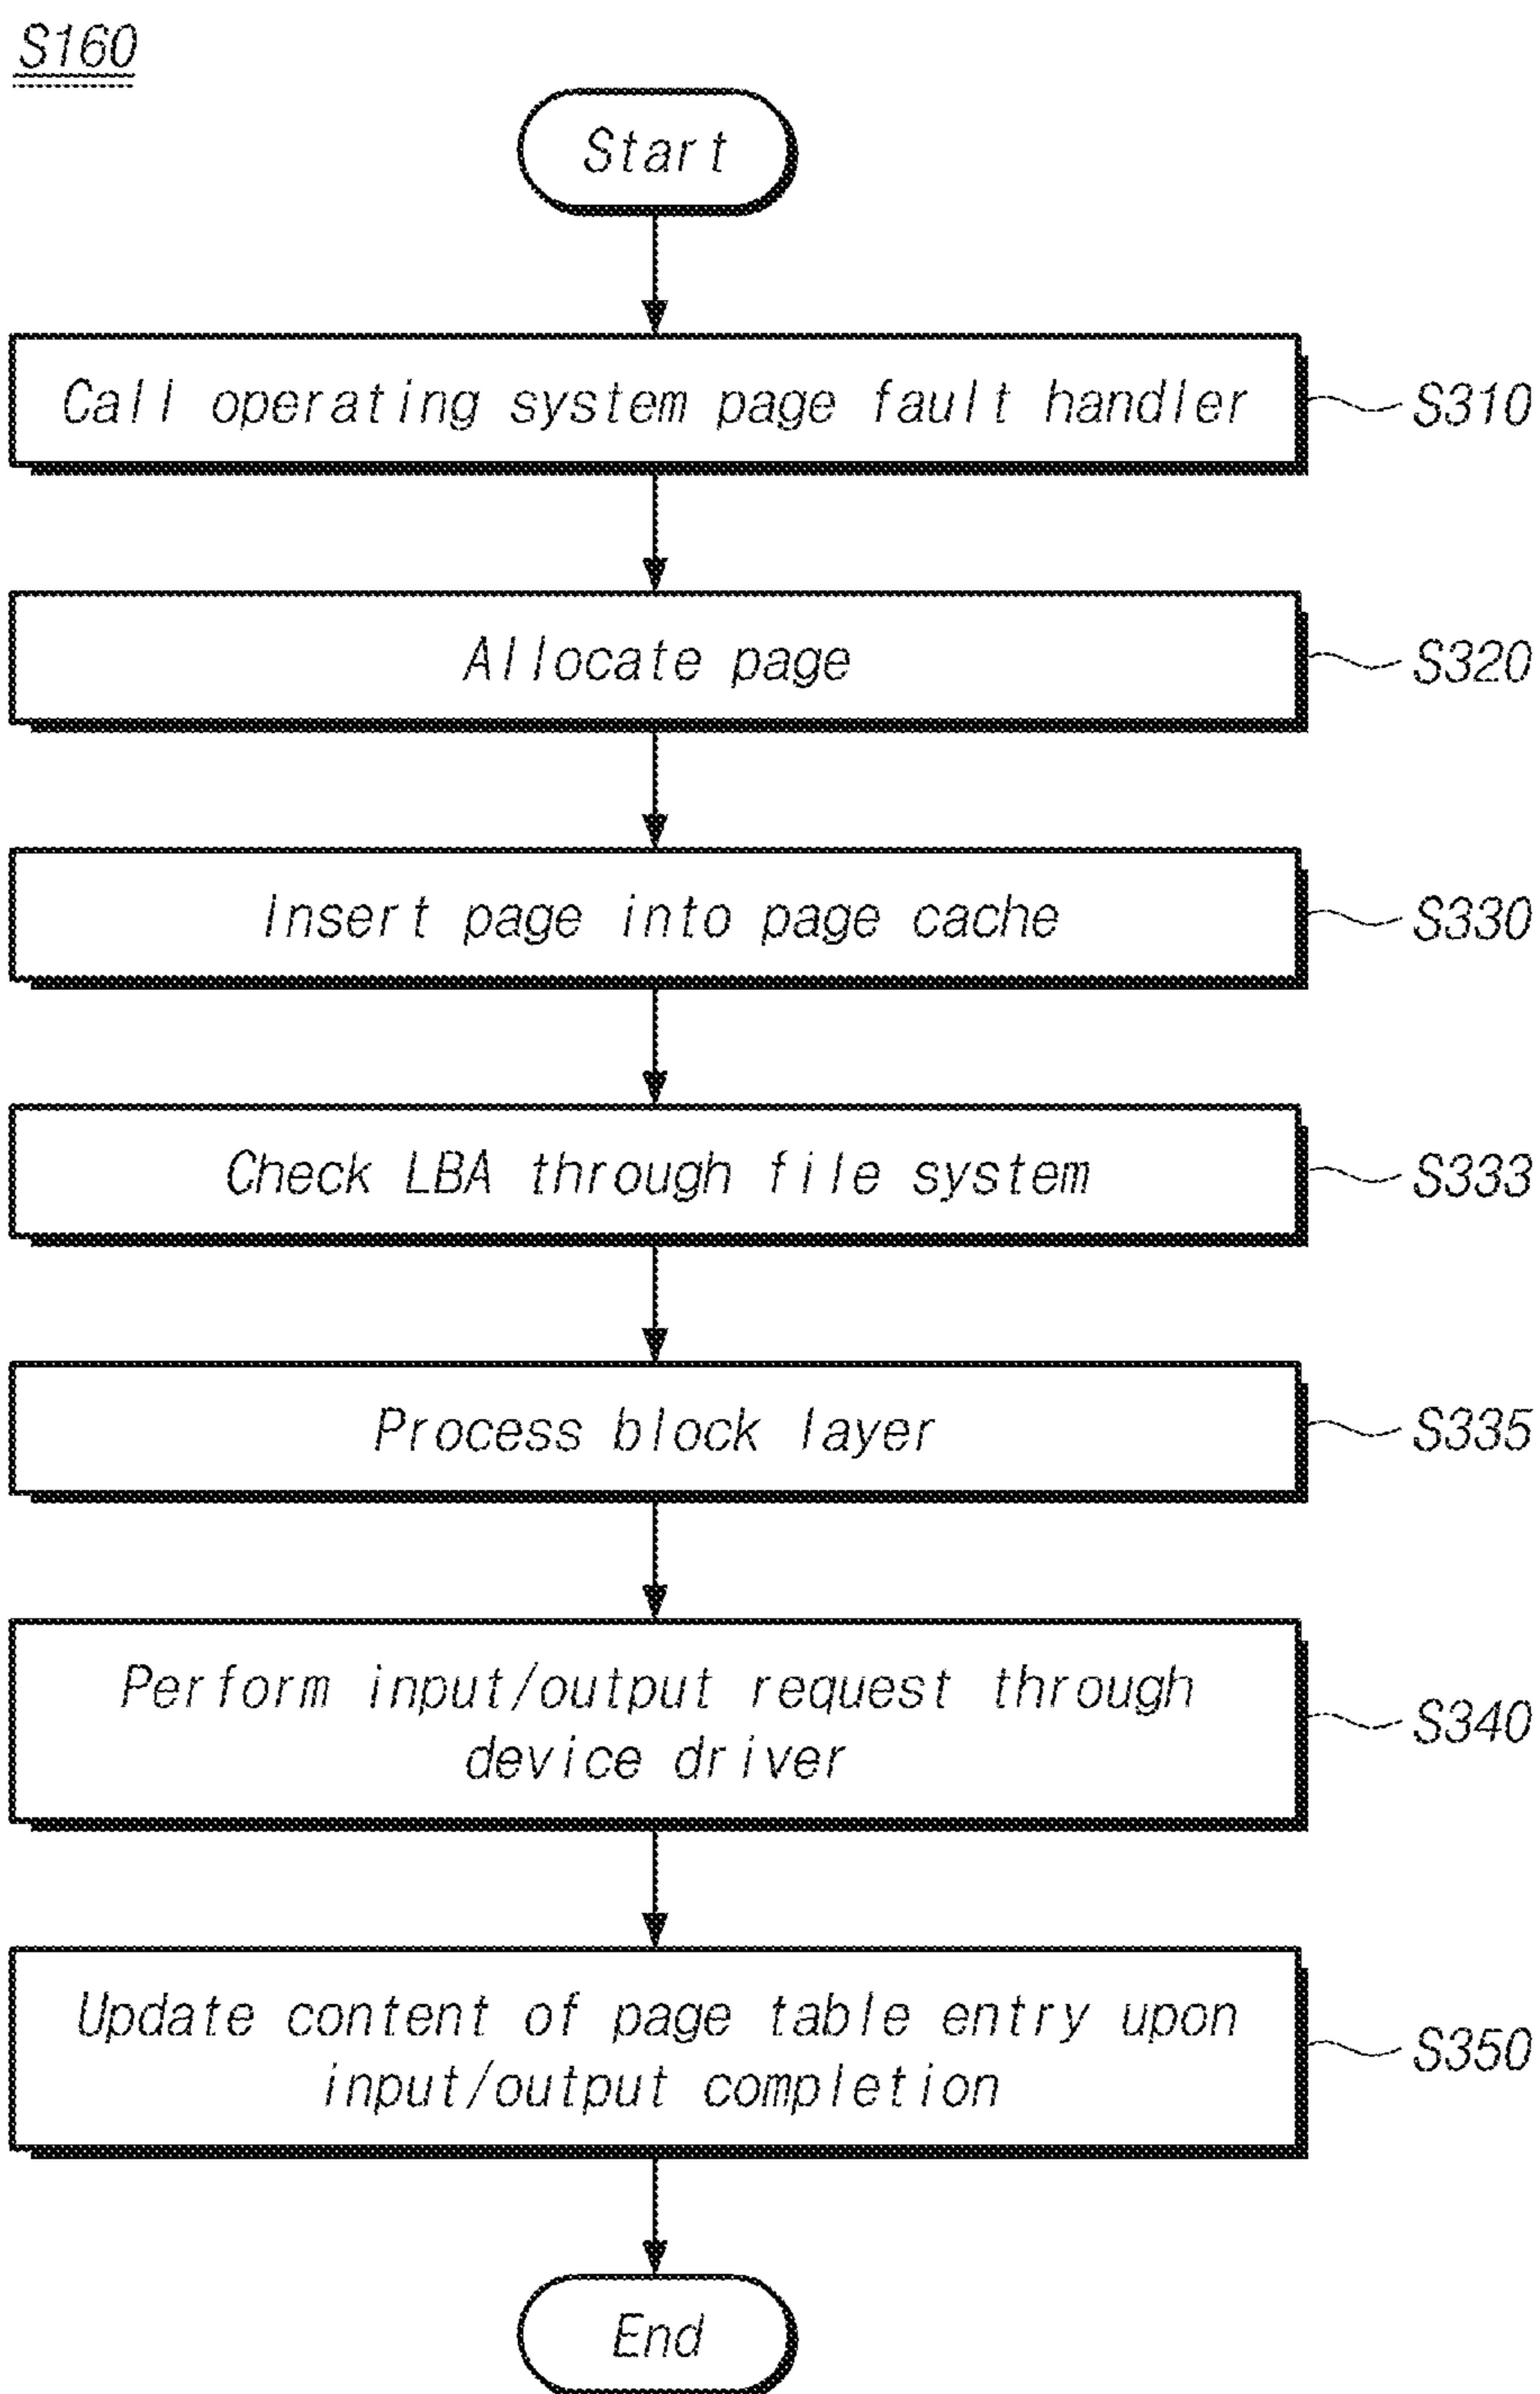 S160
Start
Call operating system page fault handler
S310
Allocate page
S320
Insert page into page cache
S330
Check LBA through file system
S333
Process block layer
S335
Perform input/output request through
device driver
S340
Update content of page table entry upon
input/output completion
S350
End